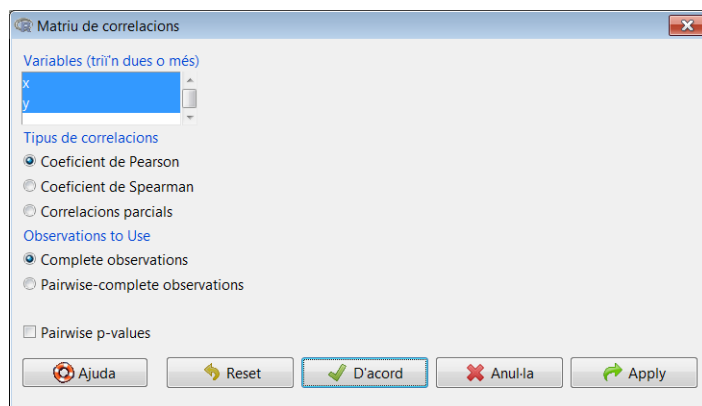 Matriu de correlacions
Variables (triï'n dues o més)
x
y
Tipus de correlacions
Coeficient de Pearson
Coeficient de Spearman
Correlacions parcials
Observations to Use
Complete observations
Pairwise-complete observations
Pairwise p-values
Ajuda Reset D'acord Anul·la Apply